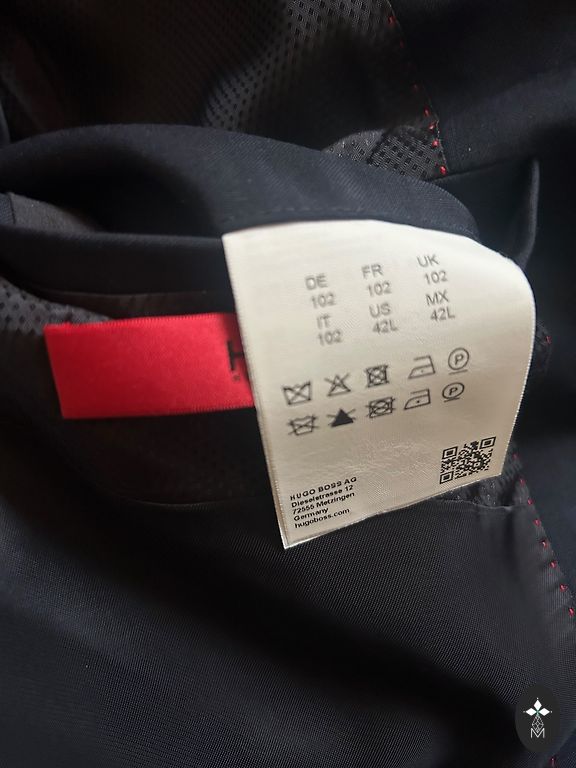 DE FR UK
102 102 102
IT US MX
102 42L 42L
P
P
HUGO BOSS AG
Dieselstrasse 12
72555 Metzingen
Germany
hugoboss.com
H
M